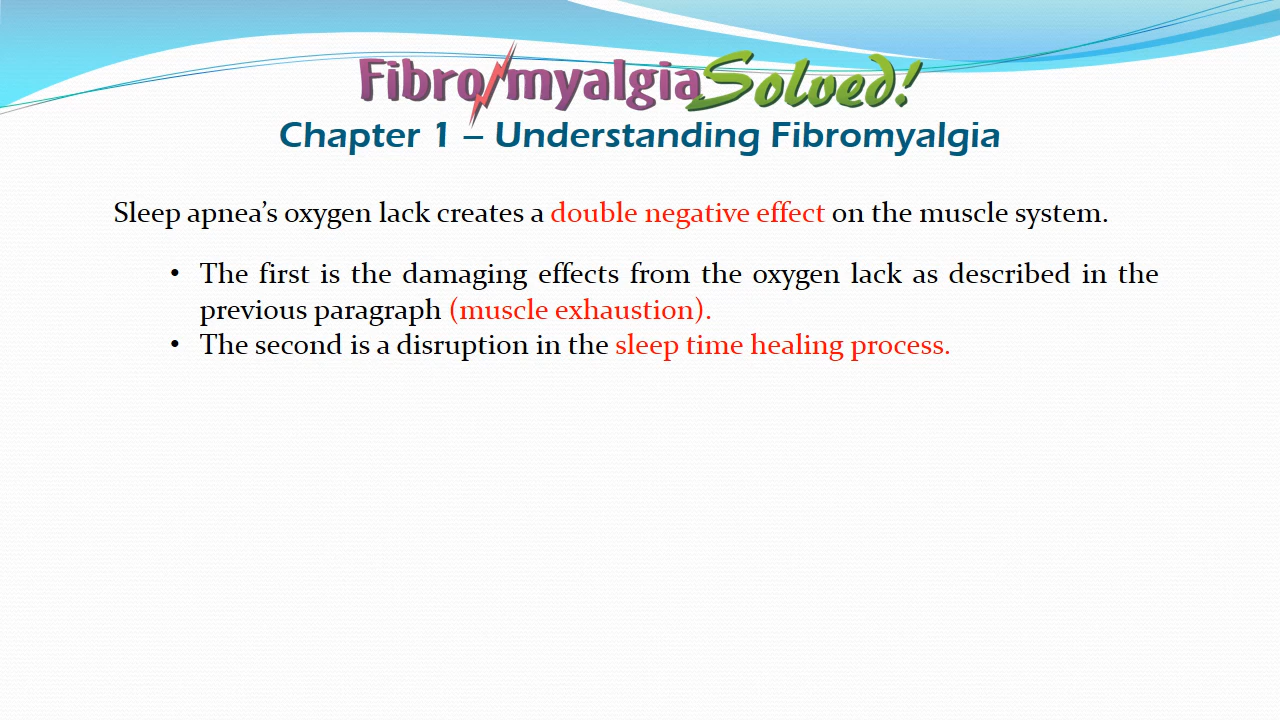 Fibromyalgia Solved!
Chapter 1 – Understanding Fibromyalgia
Sleep apnea’s oxygen lack creates a double negative effect on the muscle system.
• The first is the damaging effects from the oxygen lack as described in the
previous paragraph (muscle exhaustion).
• The second is a disruption in the sleep time healing process.